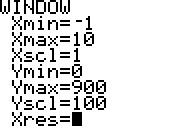 WINDOW
Xmin=-1
Xmax=10
Xscl=1
Ymin=0
Ymax=900
Yscl=100
Xres=